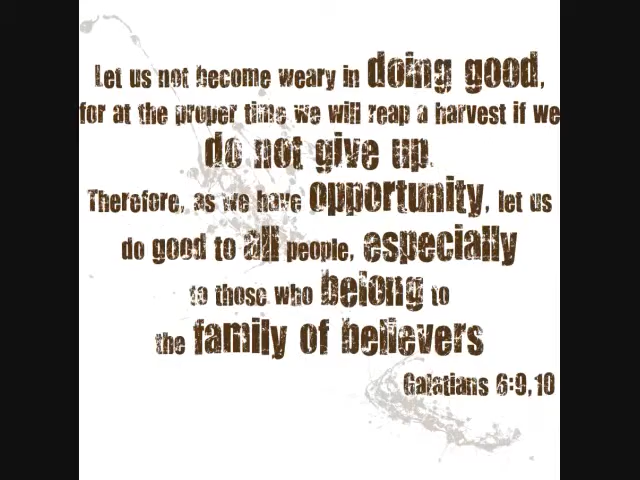 Let us not become weary in doing good,
for at the proper time we will reap a harvest if we
do not give up.
Therefore, as we have opportunity, let us
do good to all people, especially
to those who belong to
the family of believers
Galatians 6:9,10